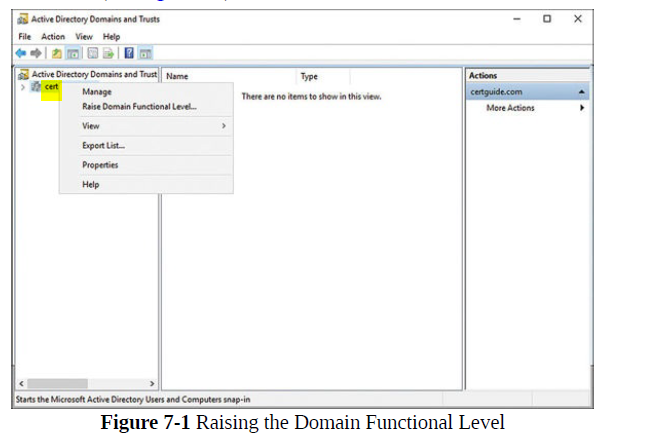 Active Directory Domains and Trusts
File Action View Help
Active Directory Domains and Trust
Name Type
Actions
cert
Manage
There are no items to show in this view.
certguide.com
Raise Domain Functional Level...
More Actions
View
Export List...
Properties
Help
Starts the Microsoft Active Directory Users and Computers snap-in
Figure 7-1 Raising the Domain Functional Level